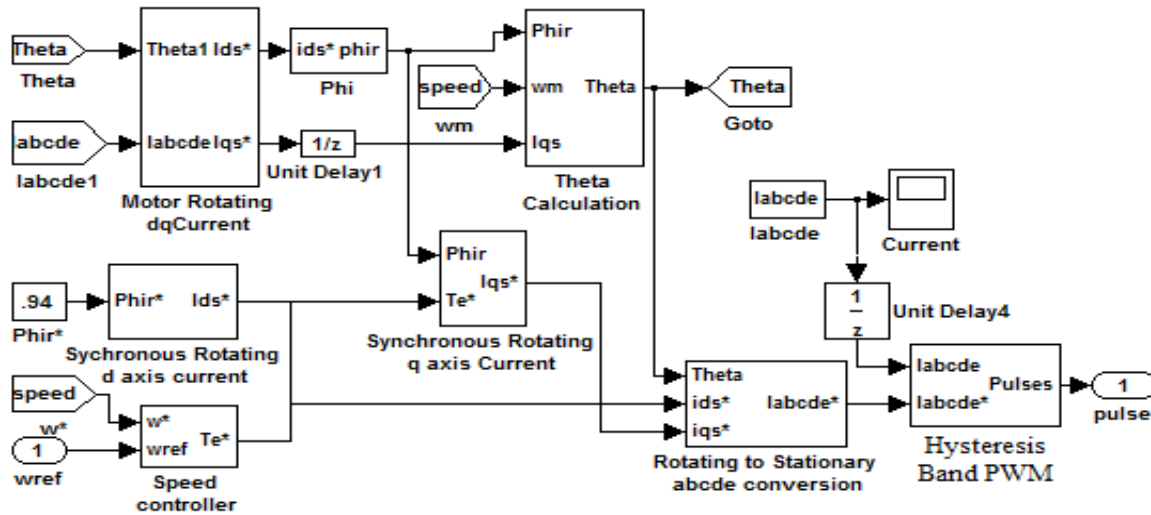 Theta
Theta
Theta1 Ids*
Iabcde Iqs*
Motor Rotating
dqCurrent
Iabcde
Iabcde1
ids* phir
Phi
1/z
Unit Delay1
speed
wm
Phir
wm
Iqs
Theta
Theta
Calculation
Theta
Goto
Iabcde
Iabcde
Current
1
z
Unit Delay4
.94
Phir*
Phir* Ids*
Sychronous Rotating
d axis current
Phir
Te*
Iqs*
Synchronous Rotating
q axis Current
speed
w*
1
wref
w*
wref
Te*
Speed
controller
Theta
ids*
iqs*
Iabcde*
Rotating to Stationary
abcde conversion
Iabcde
Iabcde*
Pulses
Hysteresis
Band PWM
1
pulse